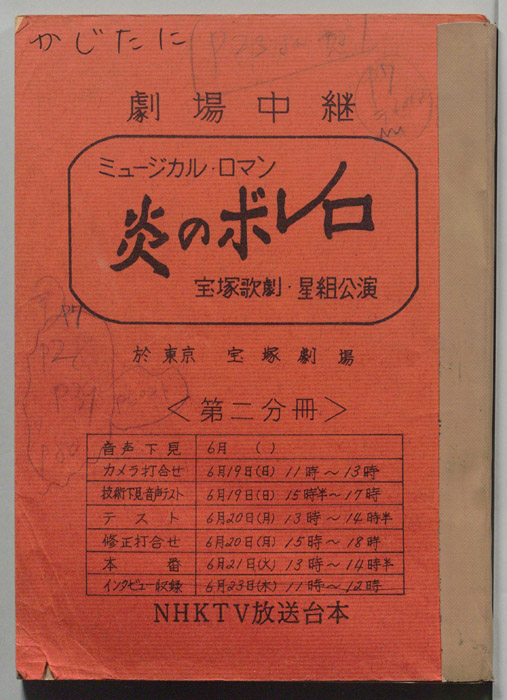 かじたに
劇場中継
ミュージカル・ロマン
炎のボレロ
宝塚歌劇・星組公演
於 東京 宝塚劇場
＜第二分冊＞
音声下見 6月 ( )
カメラ打合せ 6月19日(日) 11時〜13時
技術下見音声テスト 6月19日(日) 15時半〜17時
テスト 6月20日(月) 13時〜14時半
修正打合せ 6月20日(月) 15時〜18時
本番 6月21日(火) 13時〜14時半
インタビュー収録 6月23日(木) 11時〜12時
NHKTV放送台本